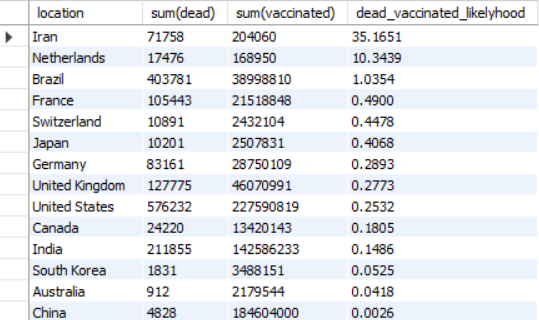 location sum(dead) sum(vaccinated) dead_vaccinated_likelyhood
Iran 71758 204060 35.1651
Netherlands 17476 168950 10.3439
Brazil 403781 38998810 1.0354
France 105443 21518848 0.4900
Switzerland 10891 2432104 0.4478
Japan 10201 2507831 0.4068
Germany 83161 28750109 0.2893
United Kingdom 127775 46070991 0.2773
United States 576232 227590819 0.2532
Canada 24220 13420143 0.1805
India 211855 142586233 0.1486
South Korea 1831 3488151 0.0525
Australia 912 2179544 0.0418
China 4828 184604000 0.0026